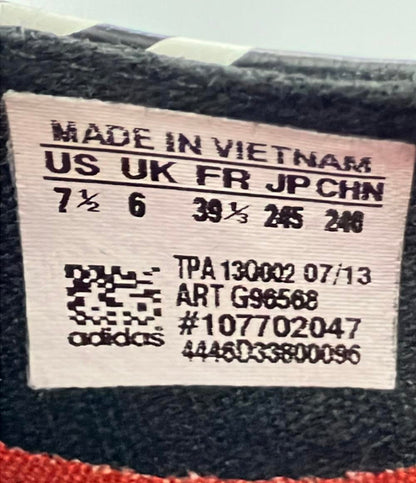 MADE IN VIETNAM
US UK FR JP CHN
7½ 6 39⅓ 245 240
TPA 130002 07/13
ART G96568
#107702047
adidas
4446D33800096